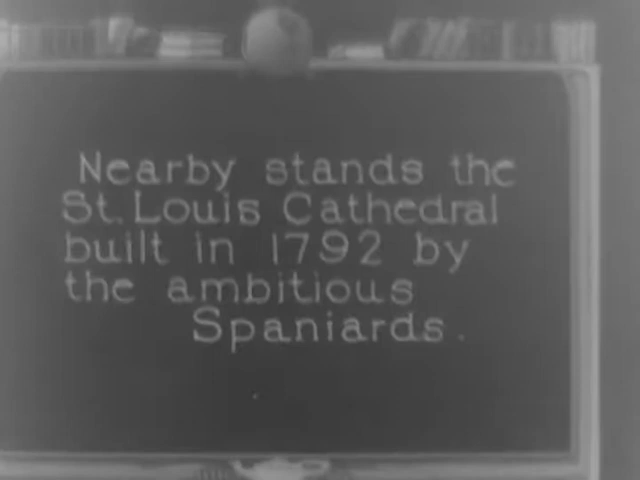 Nearby stands the
St. Louis Cathedral
built in 1792 by
the ambitious
Spaniards.